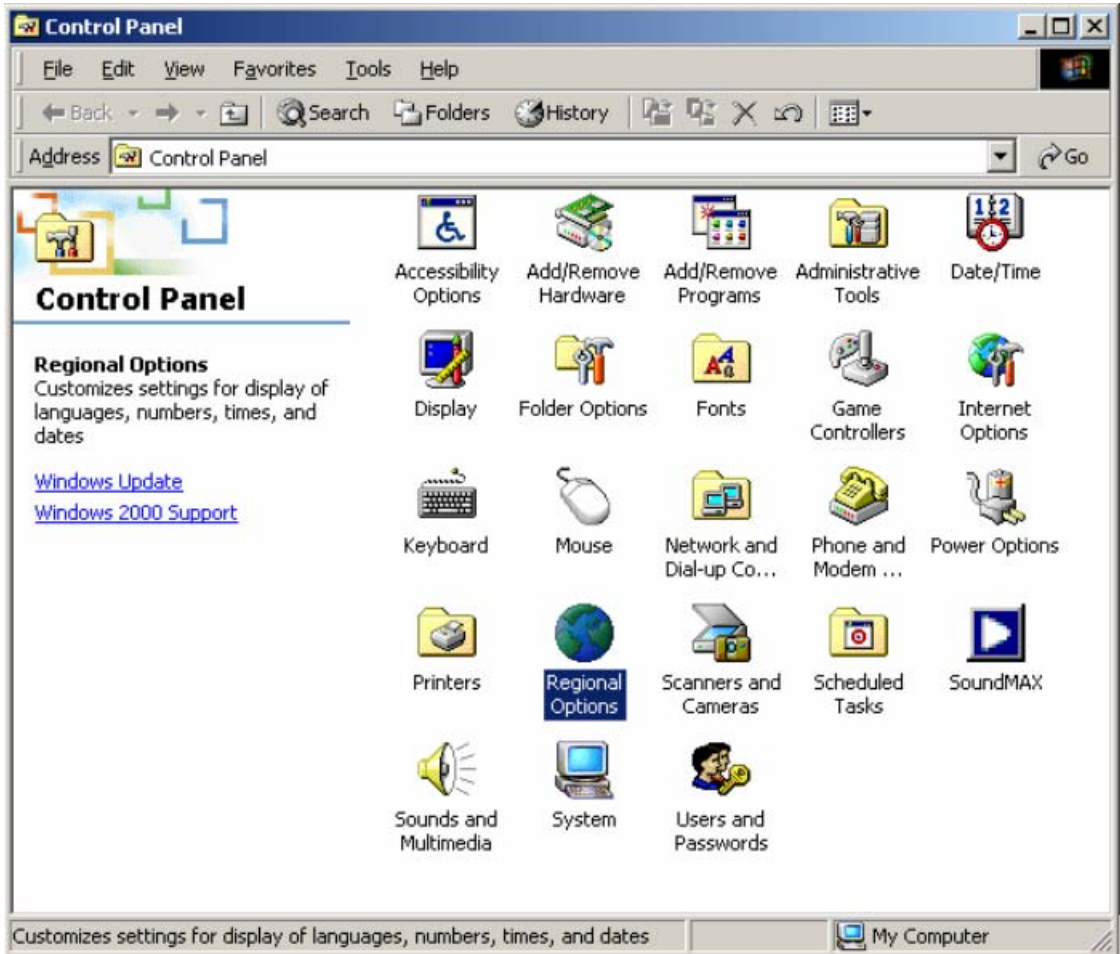 Control Panel
File Edit View Favorites Tools Help
Back Search Folders History
Address Control Panel Go
Control Panel
Regional Options
Customizes settings for display of
languages, numbers, times, and
dates
Windows Update
Windows 2000 Support
Accessibility
Options
Add/Remove
Hardware
Add/Remove
Programs
Administrative
Tools
Date/Time
Display
Folder Options
Fonts
Game
Controllers
Internet
Options
Keyboard
Mouse
Network and
Dial-up Co...
Phone and
Modem ...
Power Options
Printers
Regional
Options
Scanners and
Cameras
Scheduled
Tasks
SoundMAX
Sounds and
Multimedia
System
Users and
Passwords
Customizes settings for display of languages, numbers, times, and dates My Computer